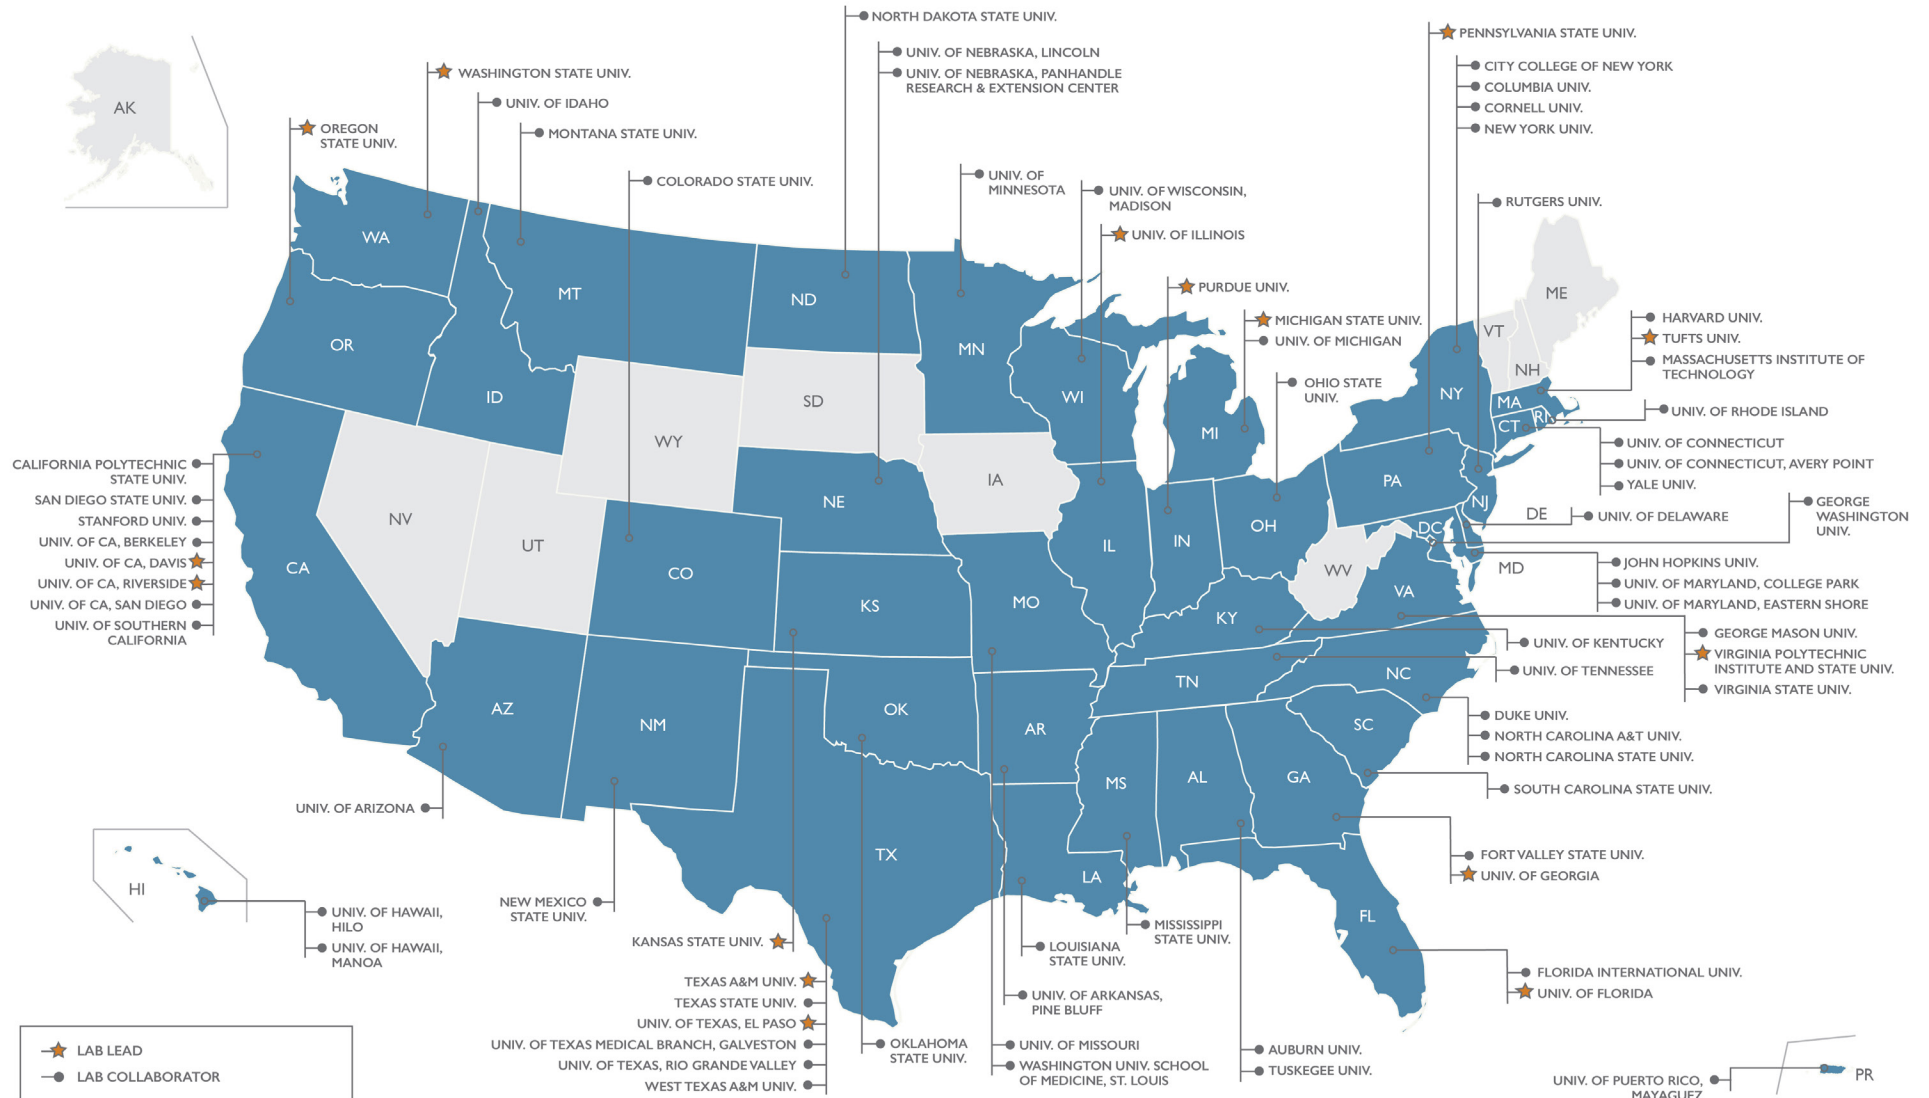 NORTH DAKOTA STATE UNIV.
PENNSYLVANIA STATE UNIV.
UNIV. OF NEBRASKA, LINCOLN
UNIV. OF NEBRASKA, PANHANDLE
RESEARCH & EXTENSION CENTER
CITY COLLEGE OF NEW YORK
COLUMBIA UNIV.
CORNELL UNIV.
NEW YORK UNIV.
WASHINGTON STATE UNIV.
UNIV. OF IDAHO
MONTANA STATE UNIV.
OREGON
STATE UNIV.
COLORADO STATE UNIV.
UNIV. OF
MINNESOTA
UNIV. OF WISCONSIN,
MADISON
UNIV. OF ILLINOIS
RUTGERS UNIV.
PURDUE UNIV.
MICHIGAN STATE UNIV.
UNIV. OF MICHIGAN
OHIO STATE
UNIV.
HARVARD UNIV.
TUFTS UNIV.
MASSACHUSETTS INSTITUTE OF
TECHNOLOGY
UNIV. OF RHODE ISLAND
UNIV. OF CONNECTICUT
UNIV. OF CONNECTICUT, AVERY POINT
YALE UNIV.
GEORGE
WASHINGTON
UNIV.
UNIV. OF DELAWARE
JOHN HOPKINS UNIV.
UNIV. OF MARYLAND, COLLEGE PARK
UNIV. OF MARYLAND, EASTERN SHORE
GEORGE MASON UNIV.
VIRGINIA POLYTECHNIC
INSTITUTE AND STATE UNIV.
VIRGINIA STATE UNIV.
UNIV. OF KENTUCKY
UNIV. OF TENNESSEE
DUKE UNIV.
NORTH CAROLINA A&T UNIV.
NORTH CAROLINA STATE UNIV.
SOUTH CAROLINA STATE UNIV.
FORT VALLEY STATE UNIV.
UNIV. OF GEORGIA
FLORIDA INTERNATIONAL UNIV.
UNIV. OF FLORIDA
CALIFORNIA POLYTECHNIC
STATE UNIV.
SAN DIEGO STATE UNIV.
STANFORD UNIV.
UNIV. OF CA, BERKELEY
UNIV. OF CA, DAVIS
UNIV. OF CA, RIVERSIDE
UNIV. OF CA, SAN DIEGO
UNIV. OF SOUTHERN
CALIFORNIA
UNIV. OF ARIZONA
UNIV. OF HAWAII,
HILO
UNIV. OF HAWAII,
MANOA
NEW MEXICO
STATE UNIV.
KANSAS STATE UNIV.
TEXAS A&M UNIV.
TEXAS STATE UNIV.
UNIV. OF TEXAS, EL PASO
UNIV. OF TEXAS MEDICAL BRANCH, GALVESTON
UNIV. OF TEXAS, RIO GRANDE VALLEY
WEST TEXAS A&M UNIV.
OKLAHOMA
STATE UNIV.
LOUISIANA
STATE UNIV.
MISSISSIPPI
STATE UNIV.
UNIV. OF ARKANSAS,
PINE BLUFF
UNIV. OF MISSOURI
WASHINGTON UNIV. SCHOOL
OF MEDICINE, ST. LOUIS
AUBURN UNIV.
TUSKEGEE UNIV.
UNIV. OF PUERTO RICO,
MAYAGUEZ
AK
WA
MT
ND
MN
OR
ID
WY
SD
WI
MI
NY
VT
NH
ME
MA
RI
CT
NV
UT
CO
NE
IA
IL
IN
OH
PA
NJ
DE
DC
MD
CA
KS
MO
KY
WV
VA
AZ
NM
OK
AR
TN
NC
SC
TX
LA
MS
AL
GA
FL
HI
PR
LAB LEAD
LAB COLLABORATOR